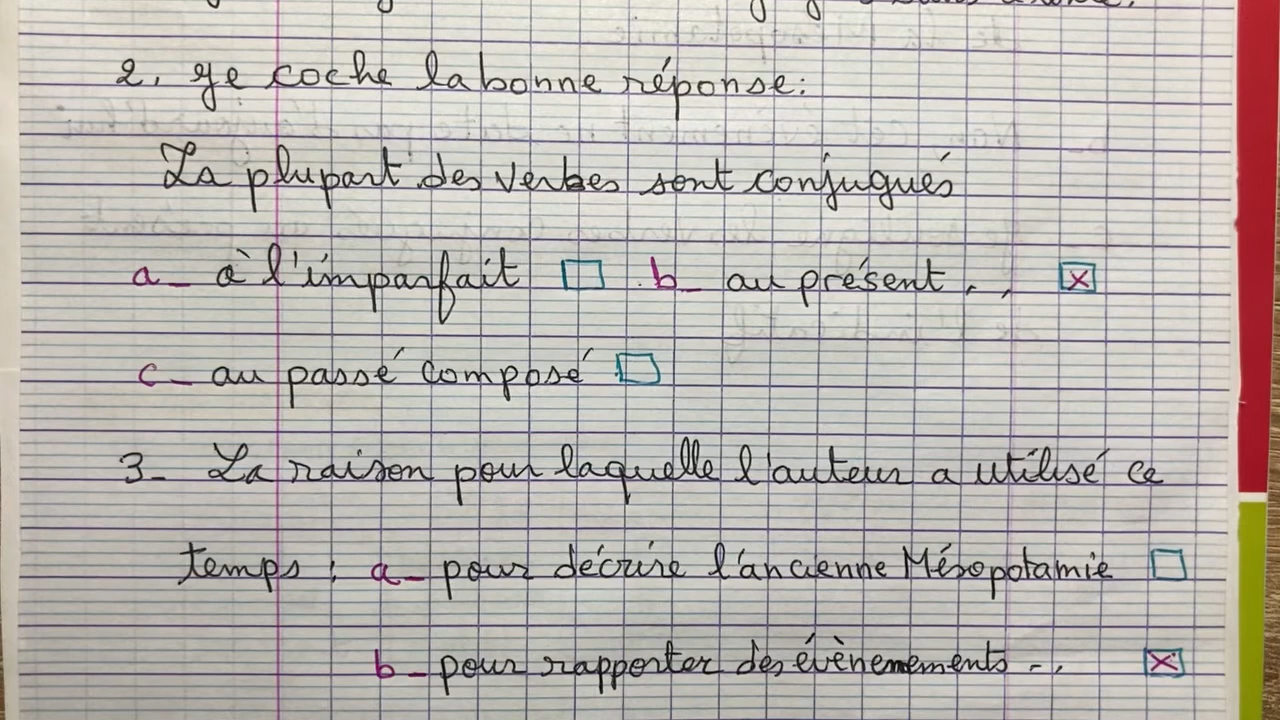 2. Je coche la bonne réponse:
La plupart des verbes sont conjugués
a_ à l'imparfait b_ au présent . .
c_ au passé composé
3_ La raison pour laquelle l'auteur a utilisé ce
temps : a_ pour décrire l'ancienne Mésopotamie
b_ pour rapporter des évènemements . .